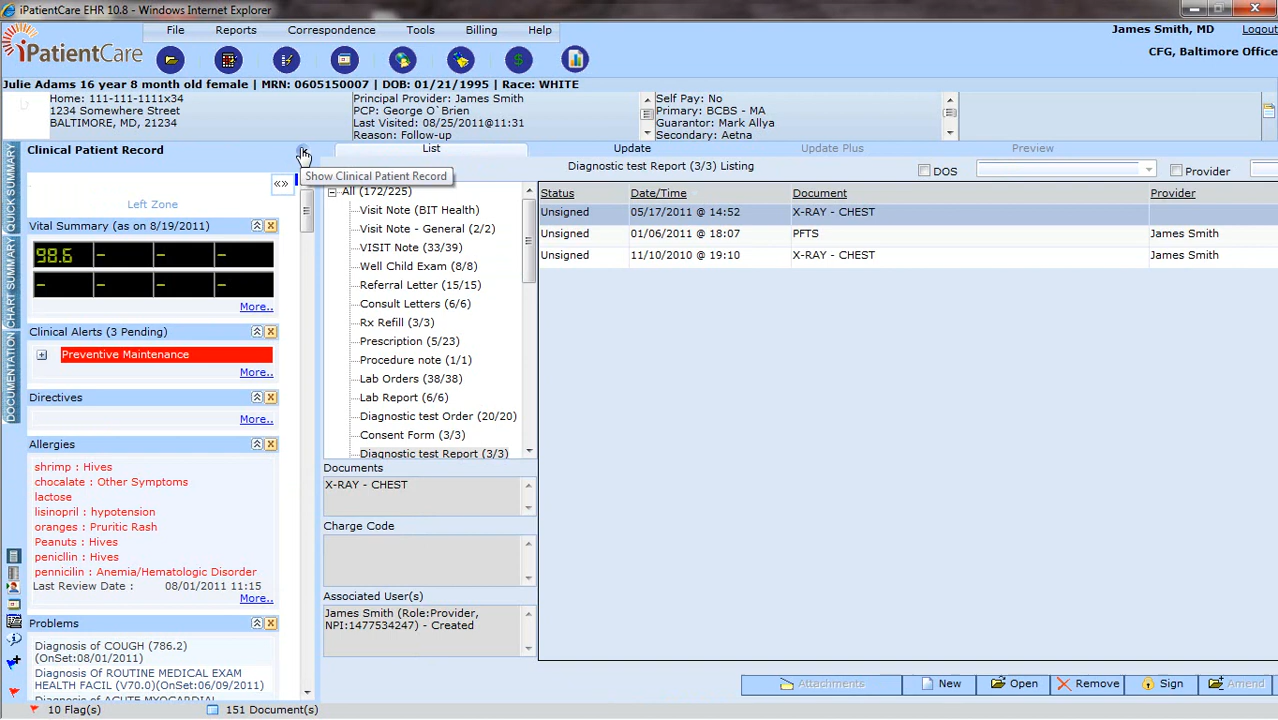 iPatientCare EHR 10.8 - Windows Internet Explorer
iPatientCare
File Reports Correspondence Tools Billing Help
James Smith, MD Logout
CFG, Baltimore Office
Julie Adams 16 year 8 month old female | MRN: 0605150007 | DOB: 01/21/1995 | Race: WHITE
Home: 111-111-1111x34
1234 Somewhere Street
BALTIMORE, MD, 21234
Principal Provider: James Smith
PCP: George O' Brien
Last Visited: 08/25/2011@11:31
Reason: Follow-up
Self Pay: No
Primary: BCBS - MA
Guarantor: Mark Allya
Secondary: Aetna
QUICK SUMMARY
CHART SUMMARY
DOCUMENTATION
Clinical Patient Record
Show Clinical Patient Record
Left Zone
Vital Summary (as on 8/19/2011)
98.6 - - -
- - - -
More..
Clinical Alerts (3 Pending)
Preventive Maintenance
More..
Directives
More..
Allergies
shrimp : Hives
chocalate : Other Symptoms
lactose
lisinopril : hypotension
oranges : Pruritic Rash
Peanuts : Hives
penicllin : Hives
pennicilin : Anemia/Hematologic Disorder
Last Review Date : 08/01/2011 11:15
More..
Problems
Diagnosis of COUGH (786.2)
(OnSet:08/01/2011)
Diagnosis Of ROUTINE MEDICAL EXAM
HEALTH FACIL (V70.0)(OnSet:06/09/2011)
Diagnosis of ACUTE MYOCARDIAL
List Update Update Plus Preview
Diagnostic test Report (3/3) Listing DOS Provider
All (172/225)
Visit Note (BIT Health)
Visit Note - General (2/2)
VISIT Note (33/39)
Well Child Exam (8/8)
Referral Letter (15/15)
Consult Letters (6/6)
Rx Refill (3/3)
Prescription (5/23)
Procedure note (1/1)
Lab Orders (38/38)
Lab Report (6/6)
Diagnostic test Order (20/20)
Consent Form (3/3)
Diagnostic test Report (3/3)
Documents
X-RAY - CHEST
Charge Code
Associated User(s)
James Smith (Role:Provider,
NPI:1477534247) - Created
Status Date/Time Document Provider
Unsigned 05/17/2011 @ 14:52 X-RAY - CHEST
Unsigned 01/06/2011 @ 18:07 PFTS James Smith
Unsigned 11/10/2010 @ 19:10 X-RAY - CHEST James Smith
Attachments New Open Remove Sign Amend
10 Flag(s) 151 Document(s)